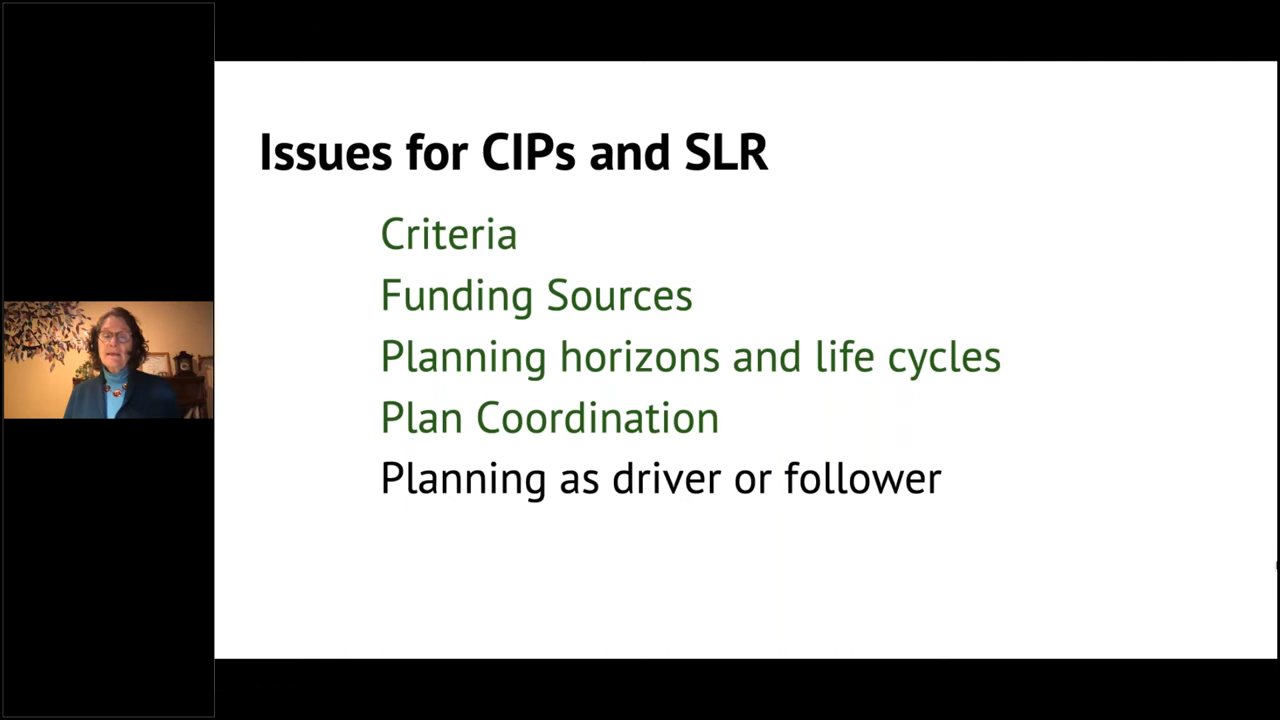 Issues for CIPs and SLR
Criteria
Funding Sources
Planning horizons and life cycles
Plan Coordination
Planning as driver or follower